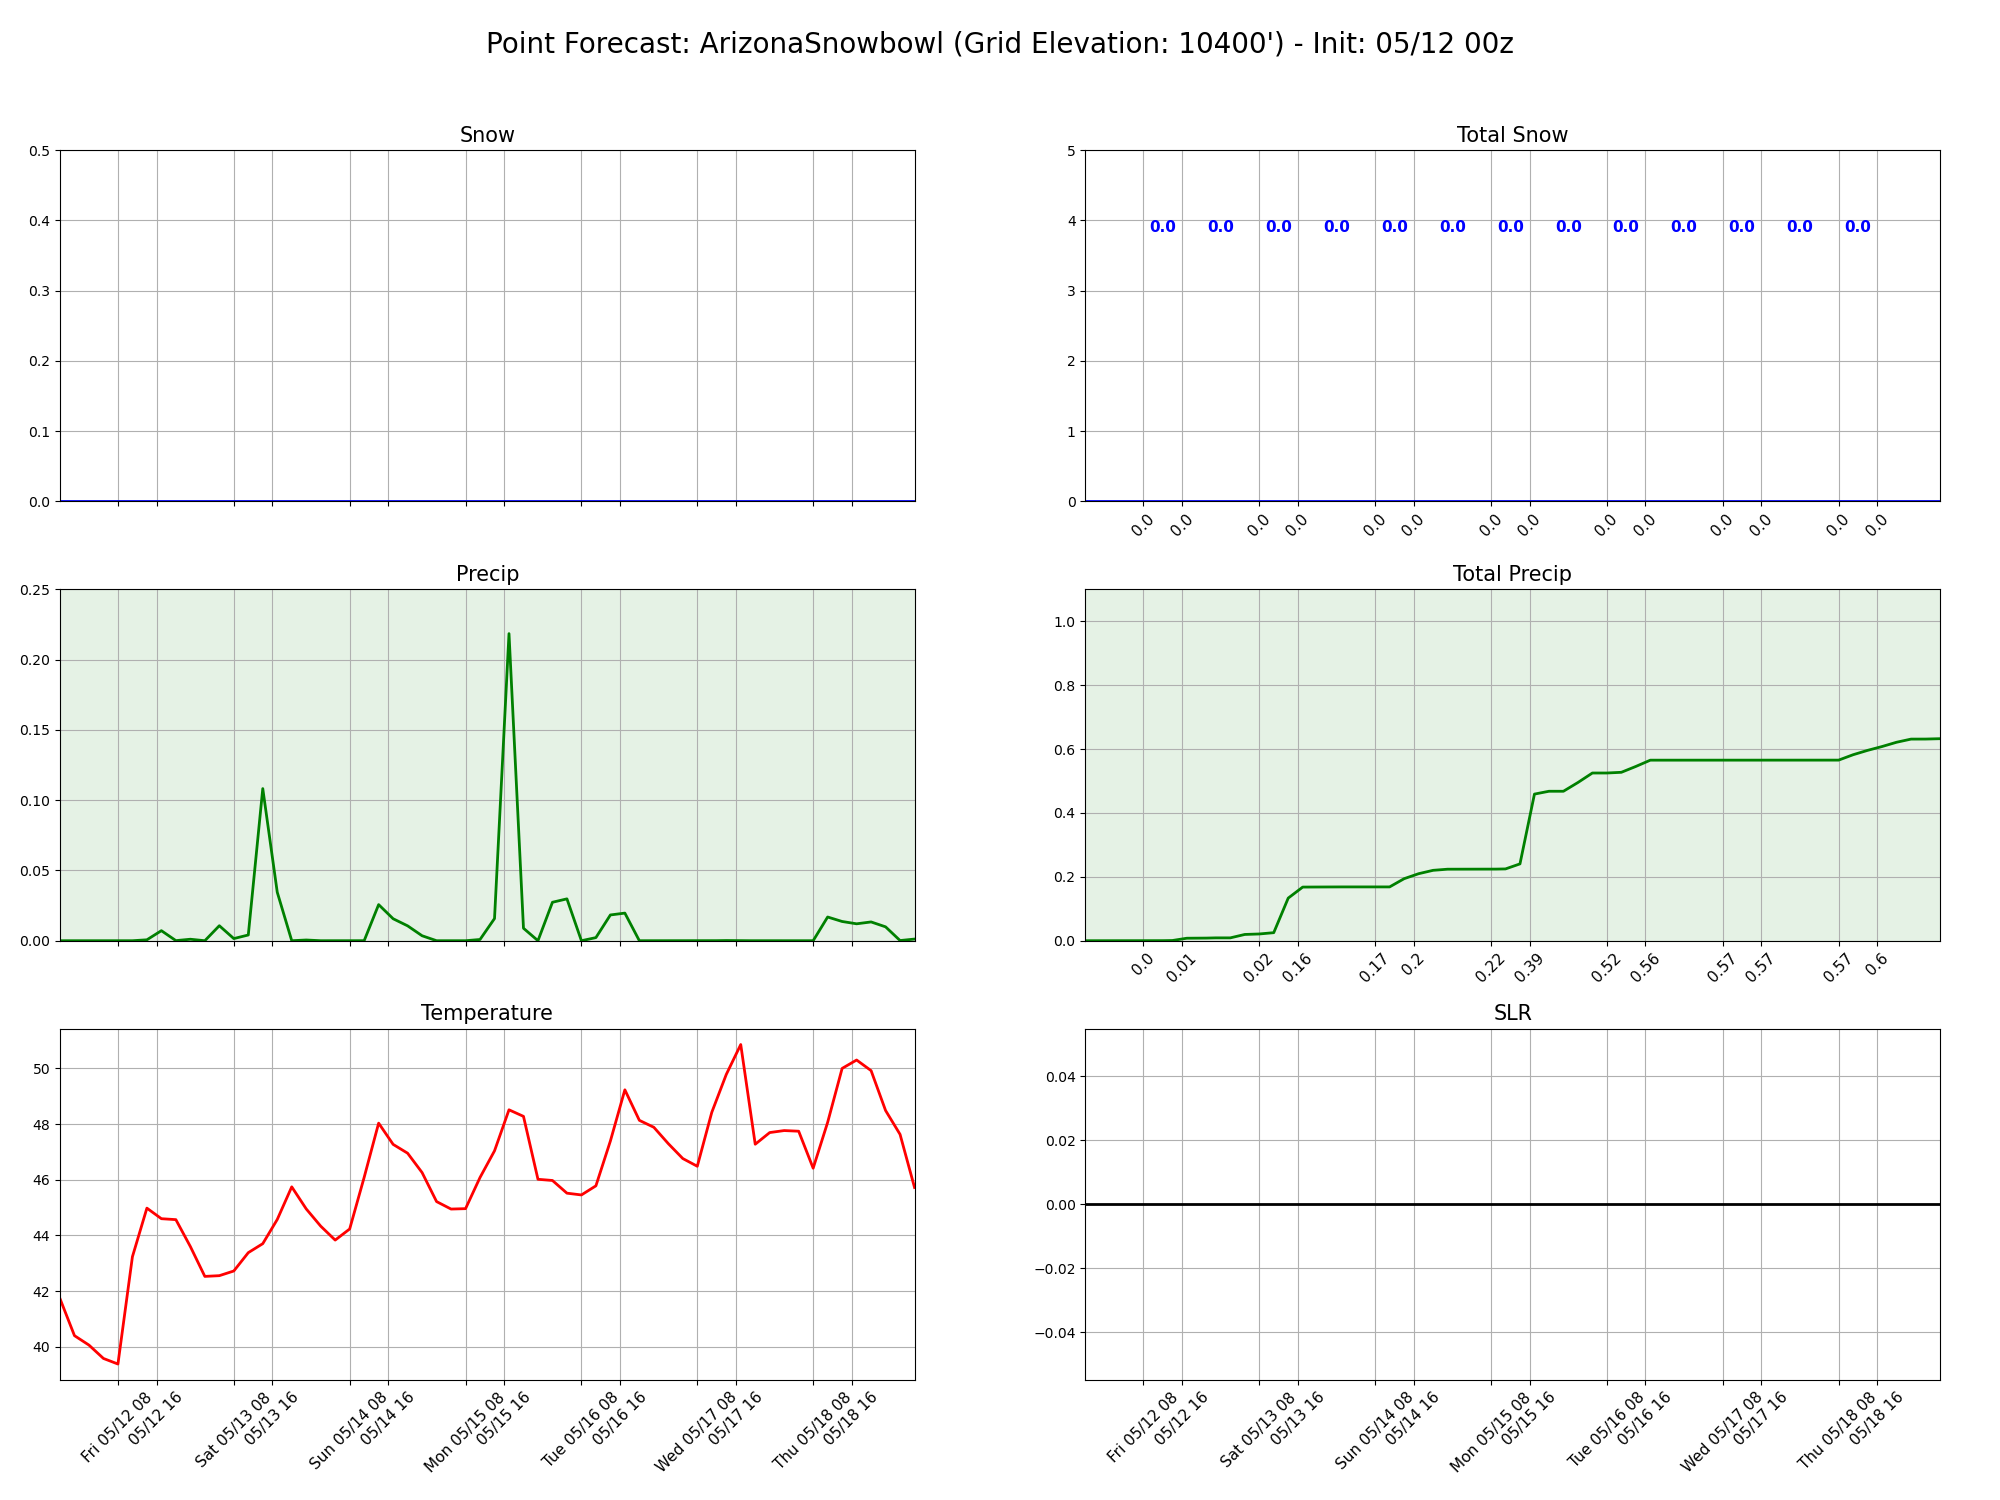 Point Forecast: ArizonaSnowbowl (Grid Elevation: 10400') - Init: 05/12 00z
Snow
0.5
0.4
0.3
0.2
0.1
0.0
Total Snow
5
4
3
2
1
0
0.0 0.0 0.0 0.0 0.0 0.0 0.0 0.0 0.0 0.0 0.0 0.0 0.0
0.0 0.0 0.0 0.0 0.0 0.0 0.0 0.0 0.0 0.0 0.0 0.0 0.0 0.0
Precip
0.25
0.20
0.15
0.10
0.05
0.00
Total Precip
1.0
0.8
0.6
0.4
0.2
0.0
0.0 0.01 0.02 0.16 0.17 0.2 0.22 0.39 0.52 0.56 0.57 0.57 0.57 0.6
Temperature
50
48
46
44
42
40
Fri 05/12 08
05/12 16
Sat 05/13 08
05/13 16
Sun 05/14 08
05/14 16
Mon 05/15 08
05/15 16
Tue 05/16 08
05/16 16
Wed 05/17 08
05/17 16
Thu 05/18 08
05/18 16
SLR
0.04
0.02
0.00
−0.02
−0.04
Fri 05/12 08
05/12 16
Sat 05/13 08
05/13 16
Sun 05/14 08
05/14 16
Mon 05/15 08
05/15 16
Tue 05/16 08
05/16 16
Wed 05/17 08
05/17 16
Thu 05/18 08
05/18 16